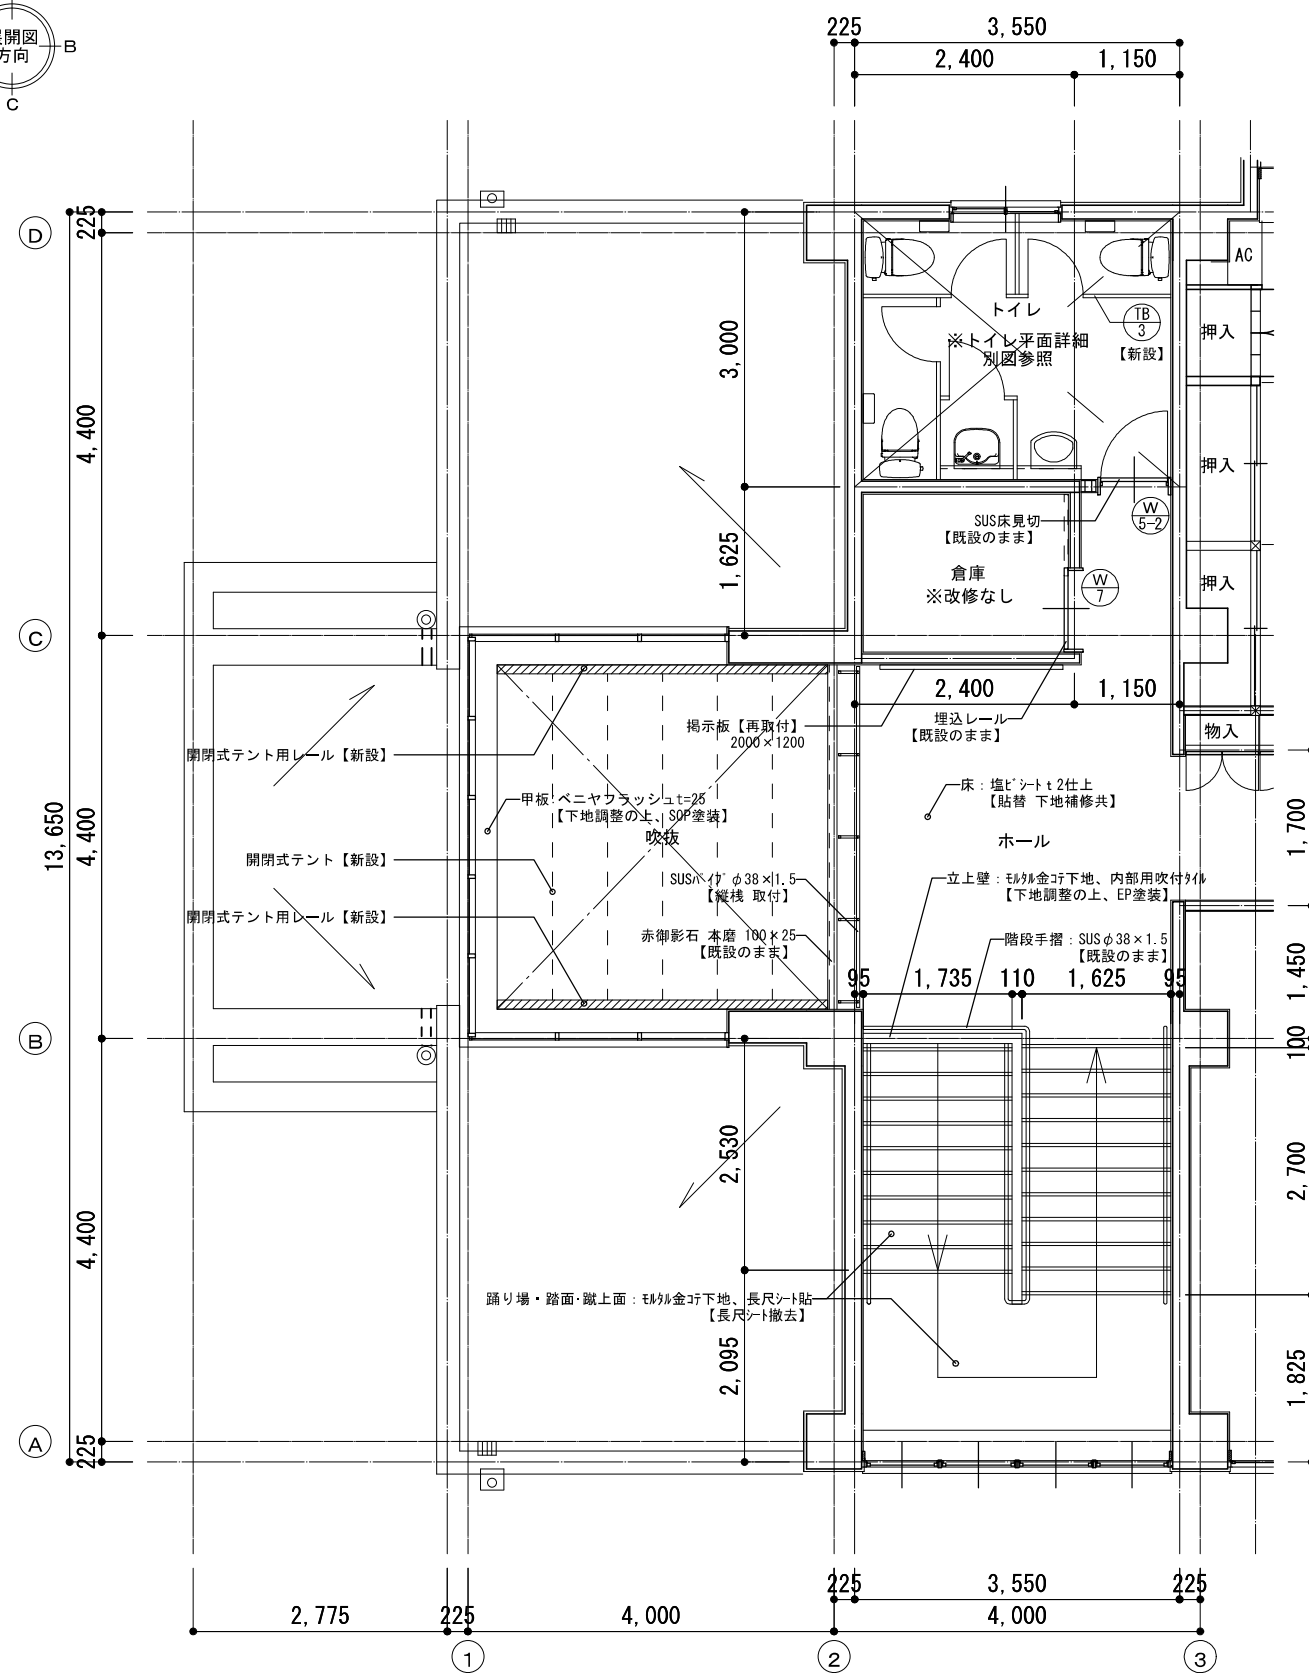 展開図
方向
B
C
225
3,550
2,400
1,150
D
225
AC
トイレ
※トイレ平面詳細
別図参照
TB
3
【新設】
押入
3,000
4,400
押入
SUS床見切
【既設のまま】
W
5-2
1,625
倉庫
※改修なし
W
7
押入
C
2,400
1,150
掲示板【再取付】
2000×1200
埋込レール
【既設のまま】
物入
開閉式テント用レール【新設】
甲板:ベニヤフラッシュt=25
【下地調整の上、SOP塗装】
吹抜
床:塩ビシートt2仕上
【貼替 下地補修共】
ホール
13,650
4,400
1,700
開閉式テント【新設】
SUSパイプφ38×1.5
【縦桟 取付】
立上壁:モルタル金コテ下地、内部用吹付タイル
【下地調整の上、EP塗装】
開閉式テント用レール【新設】
赤御影石 本磨 100×25
【既設のまま】
階段手摺:SUSφ38×1.5
【既設のまま】
95
1,735
110
1,625
95
1,450
B
100
2,530
2,700
4,400
踊り場・踏面・蹴上面:モルタル金コテ下地、長尺シート貼
【長尺シート撤去】
2,095
1,825
A
225
225
3,550
225
2,775
225
4,000
4,000
1
2
3